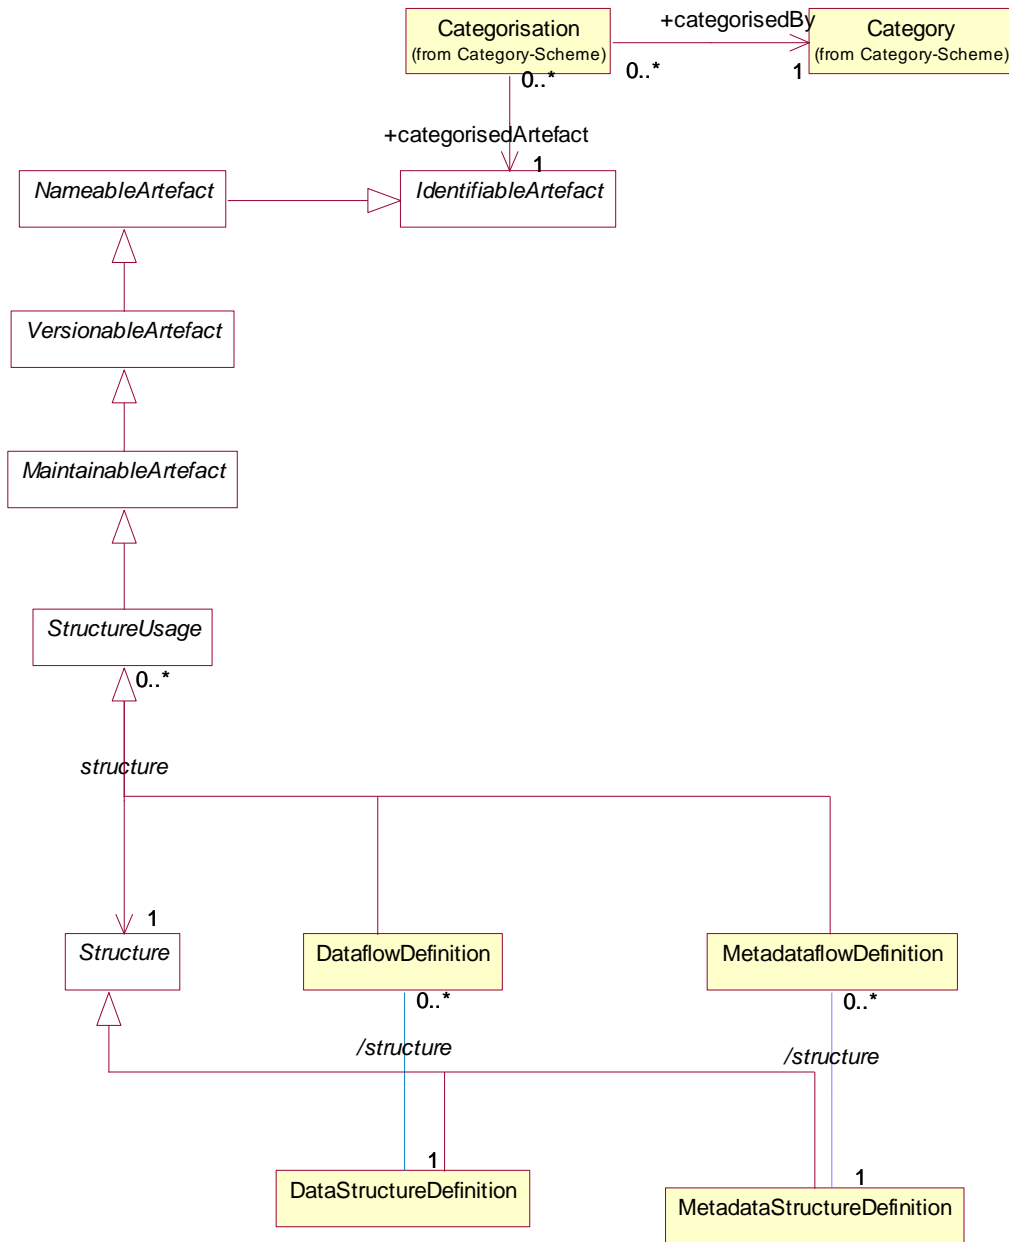 Categorisation
(from Category-Scheme)
+categorisedBy
Category
(from Category-Scheme)
0..*
0..*
1
+categorisedArtefact
1
NameableArtefact
IdentifiableArtefact
VersionableArtefact
MaintainableArtefact
StructureUsage
0..*
structure
1
Structure
DataflowDefinition
MetadataflowDefinition
0..*
0..*
/structure
/structure
1
1
DataStructureDefinition
MetadataStructureDefinition